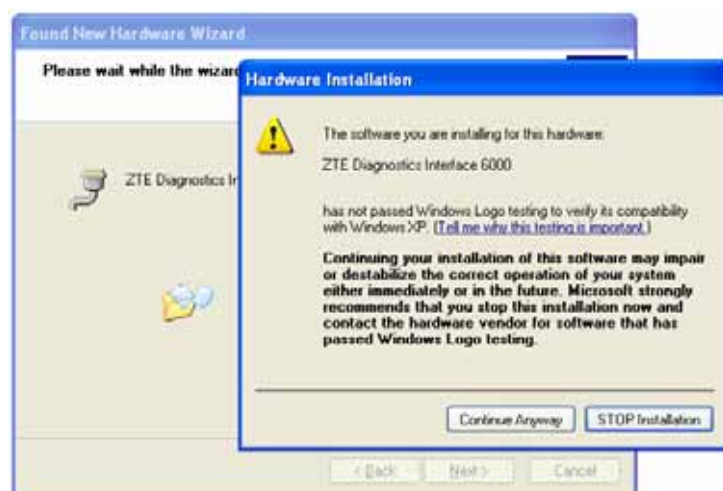 Found New Hardware Wizard
Please wait while the wizard
ZTE Diagnostics
Hardware Installation
The software you are installing for this hardware:
ZTE Diagnostics Interface 6000
has not passed Windows Logo testing to verify its compatibility
with Windows XP. (Tell me why this testing is important.)
Continuing your installation of this software may impair
or destabilize the correct operation of your system
either immediately or in the future. Microsoft strongly
recommends that you stop this installation now and
contact the hardware vendor for software that has
passed Windows Logo testing.
Continue Anyway STOP Installation
< Back Next > Cancel